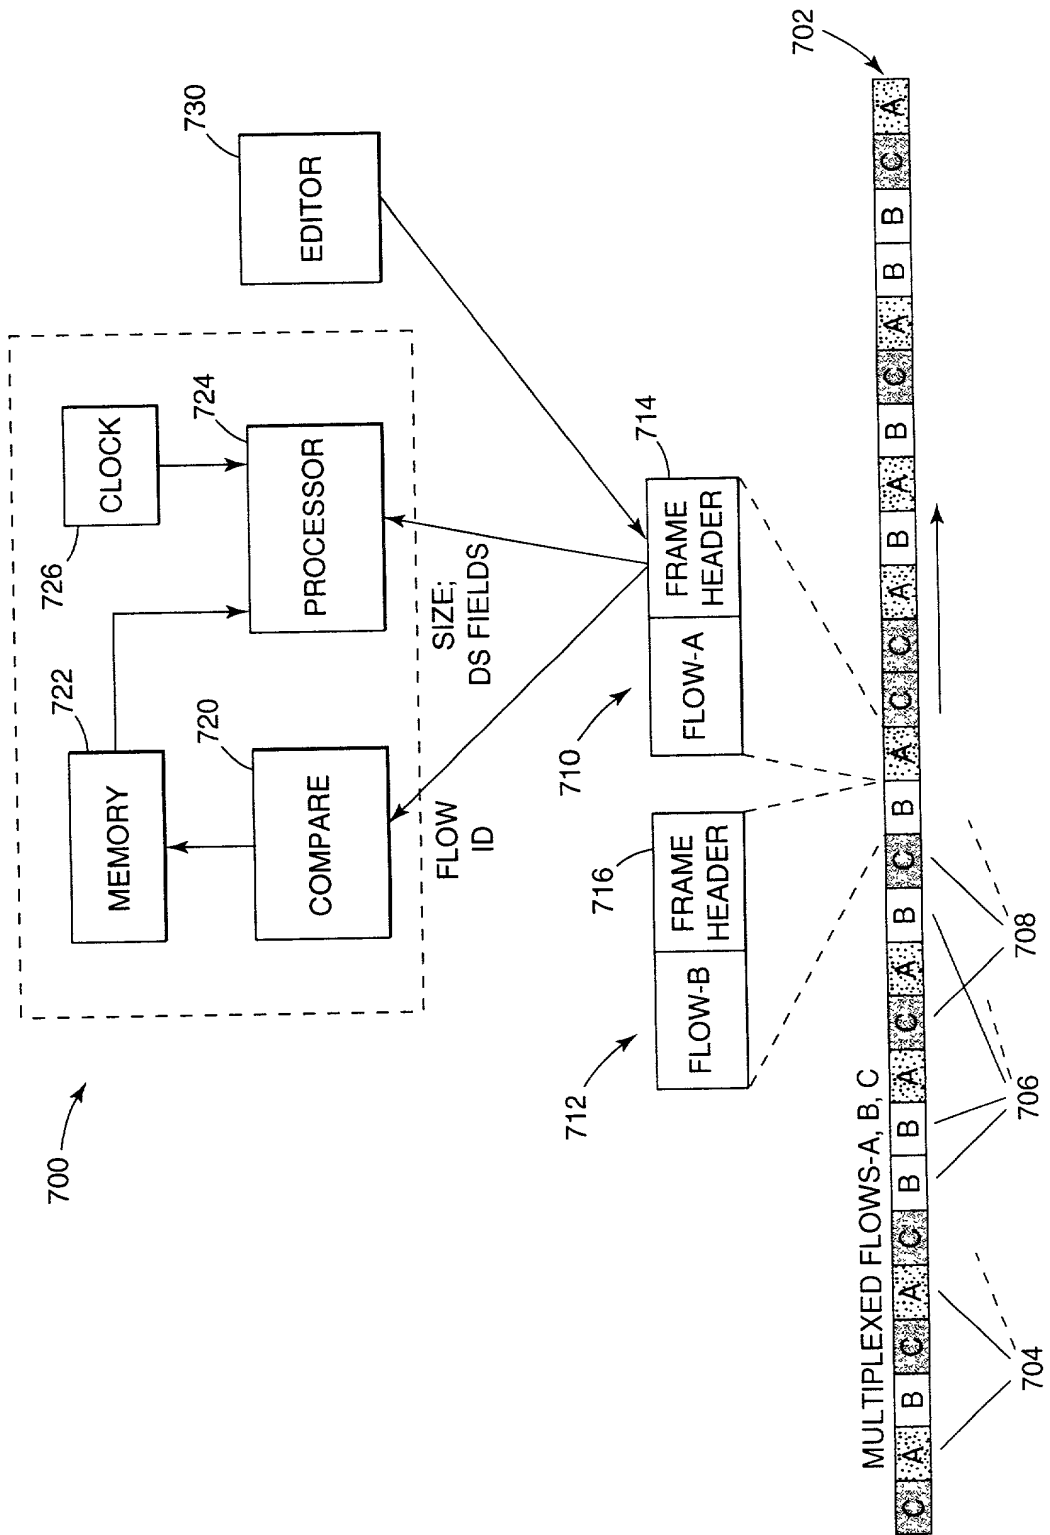 700
726
CLOCK
722
MEMORY
724
PROCESSOR
720
COMPARE
730
EDITOR
FLOW
ID
SIZE;
DS FIELDS
712
710
714
716
FLOW-B
FRAME
HEADER
FLOW-A
FRAME
HEADER
702
MULTIPLEXED FLOWS-A, B, C
C A B C A C B B A C A B C B A C C A B A B C A B B C A
704
706
708